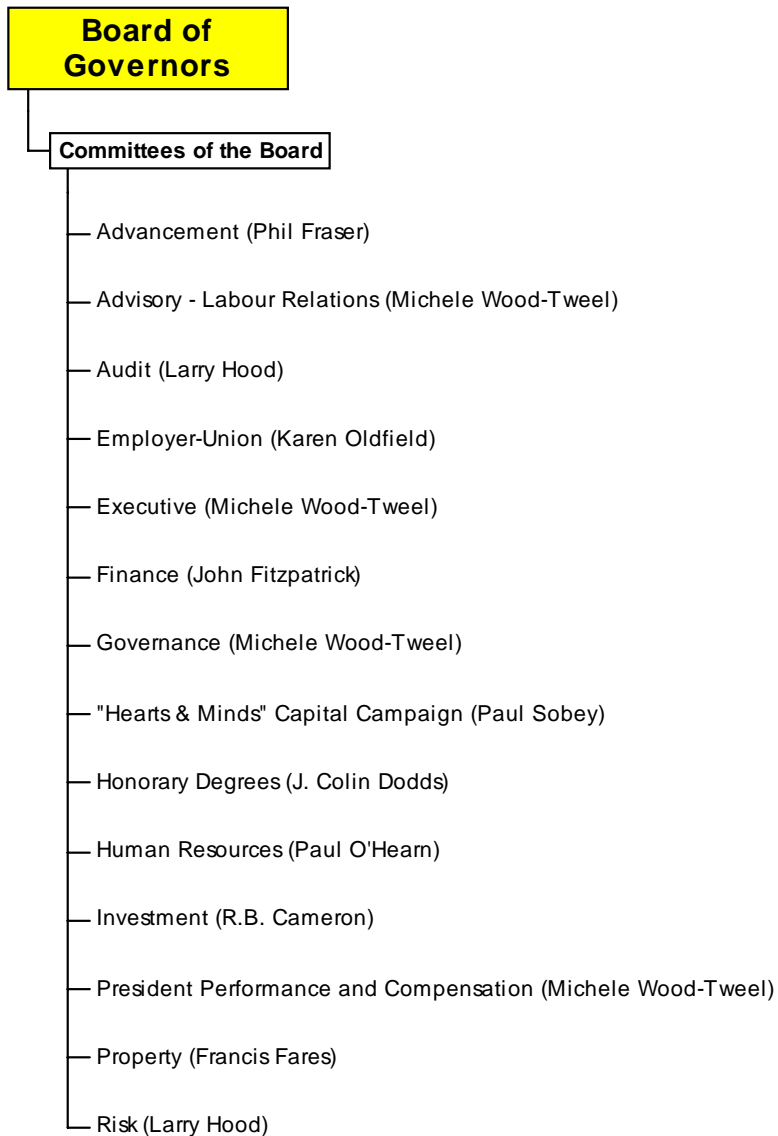 Board of
Governors
Committees of the Board
Advancement (Phil Fraser)
Advisory - Labour Relations (Michele Wood-Tweel)
Audit (Larry Hood)
Employer-Union (Karen Oldfield)
Executive (Michele Wood-Tweel)
Finance (John Fitzpatrick)
Governance (Michele Wood-Tweel)
"Hearts & Minds" Capital Campaign (Paul Sobey)
Honorary Degrees (J. Colin Dodds)
Human Resources (Paul O'Hearn)
Investment (R.B. Cameron)
President Performance and Compensation (Michele Wood-Tweel)
Property (Francis Fares)
Risk (Larry Hood)